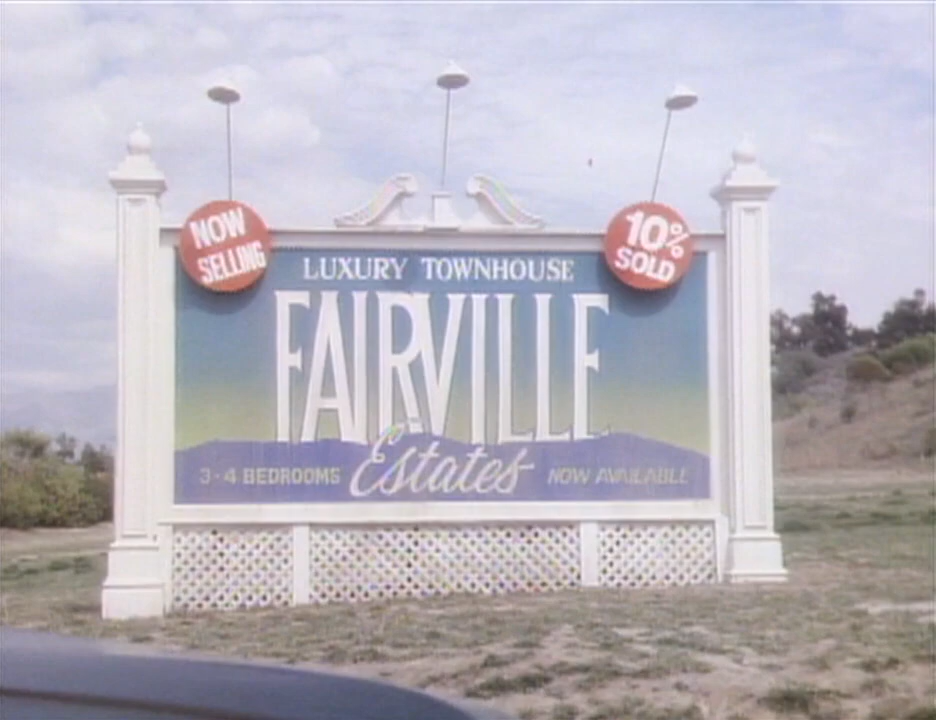 NOW
SELLING
10%
SOLD
LUXURY TOWNHOUSE
FAIRVILLE
Estates
3-4 BEDROOMS
NOW AVAILABLE